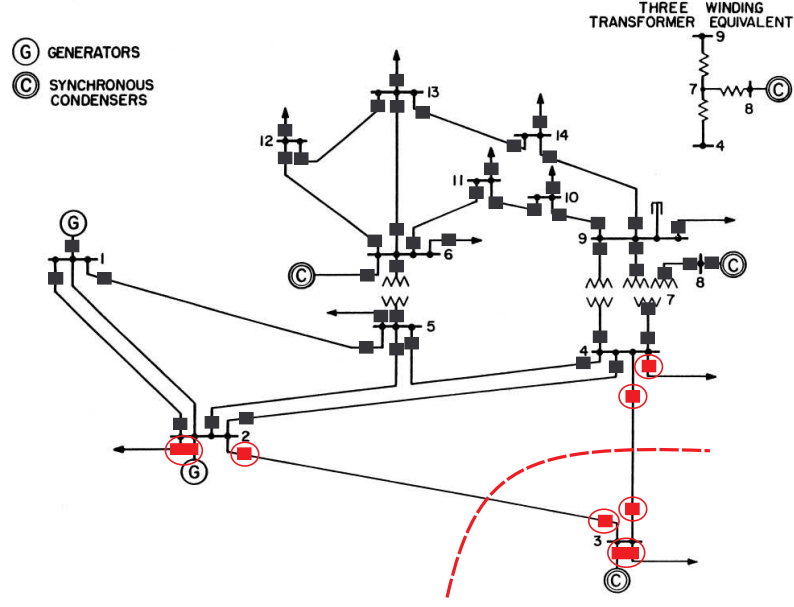 THREE WINDING
TRANSFORMER EQUIVALENT
G GENERATORS
C SYNCHRONOUS
CONDENSERS
9
7
C
8
4
13
12
14
11
10
G
1
9
6
C
C
8
7
5
4
2
G
3
C